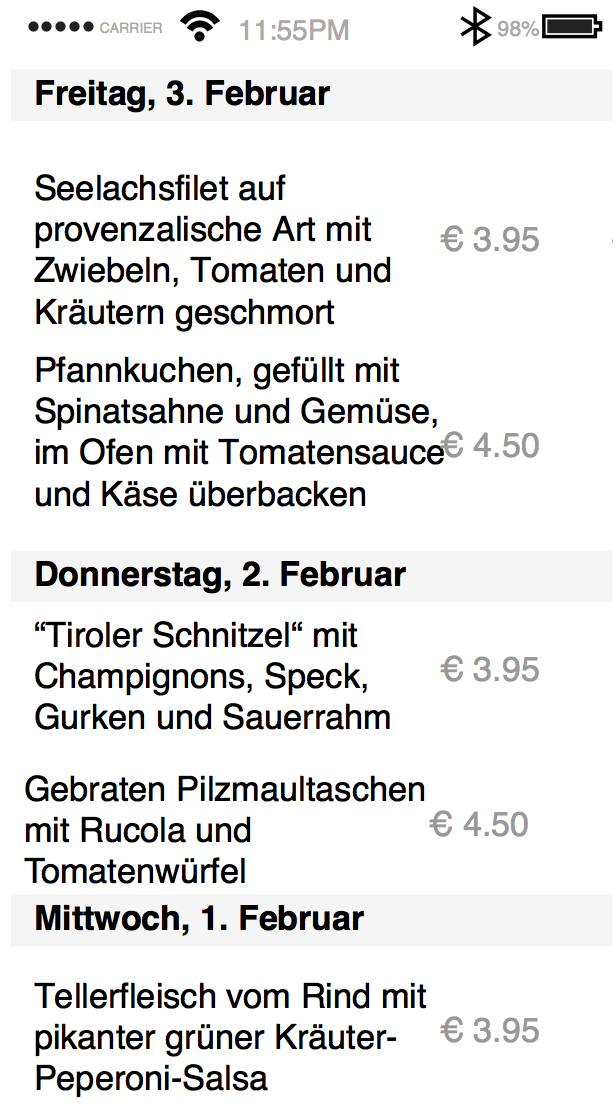 CARRIER 11:55PM 98%
Freitag, 3. Februar
Seelachsfilet auf
provenzalische Art mit
Zwiebeln, Tomaten und
Kräutern geschmort
€ 3.95
Pfannkuchen, gefüllt mit
Spinatsahne und Gemüse,
im Ofen mit Tomatensauce
und Käse überbacken
€ 4.50
Donnerstag, 2. Februar
“Tiroler Schnitzel“ mit
Champignons, Speck,
Gurken und Sauerrahm
€ 3.95
Gebraten Pilzmaultaschen
mit Rucola und
Tomatenwürfel
€ 4.50
Mittwoch, 1. Februar
Tellerfleisch vom Rind mit
pikanter grüner Kräuter-
Peperoni-Salsa
€ 3.95